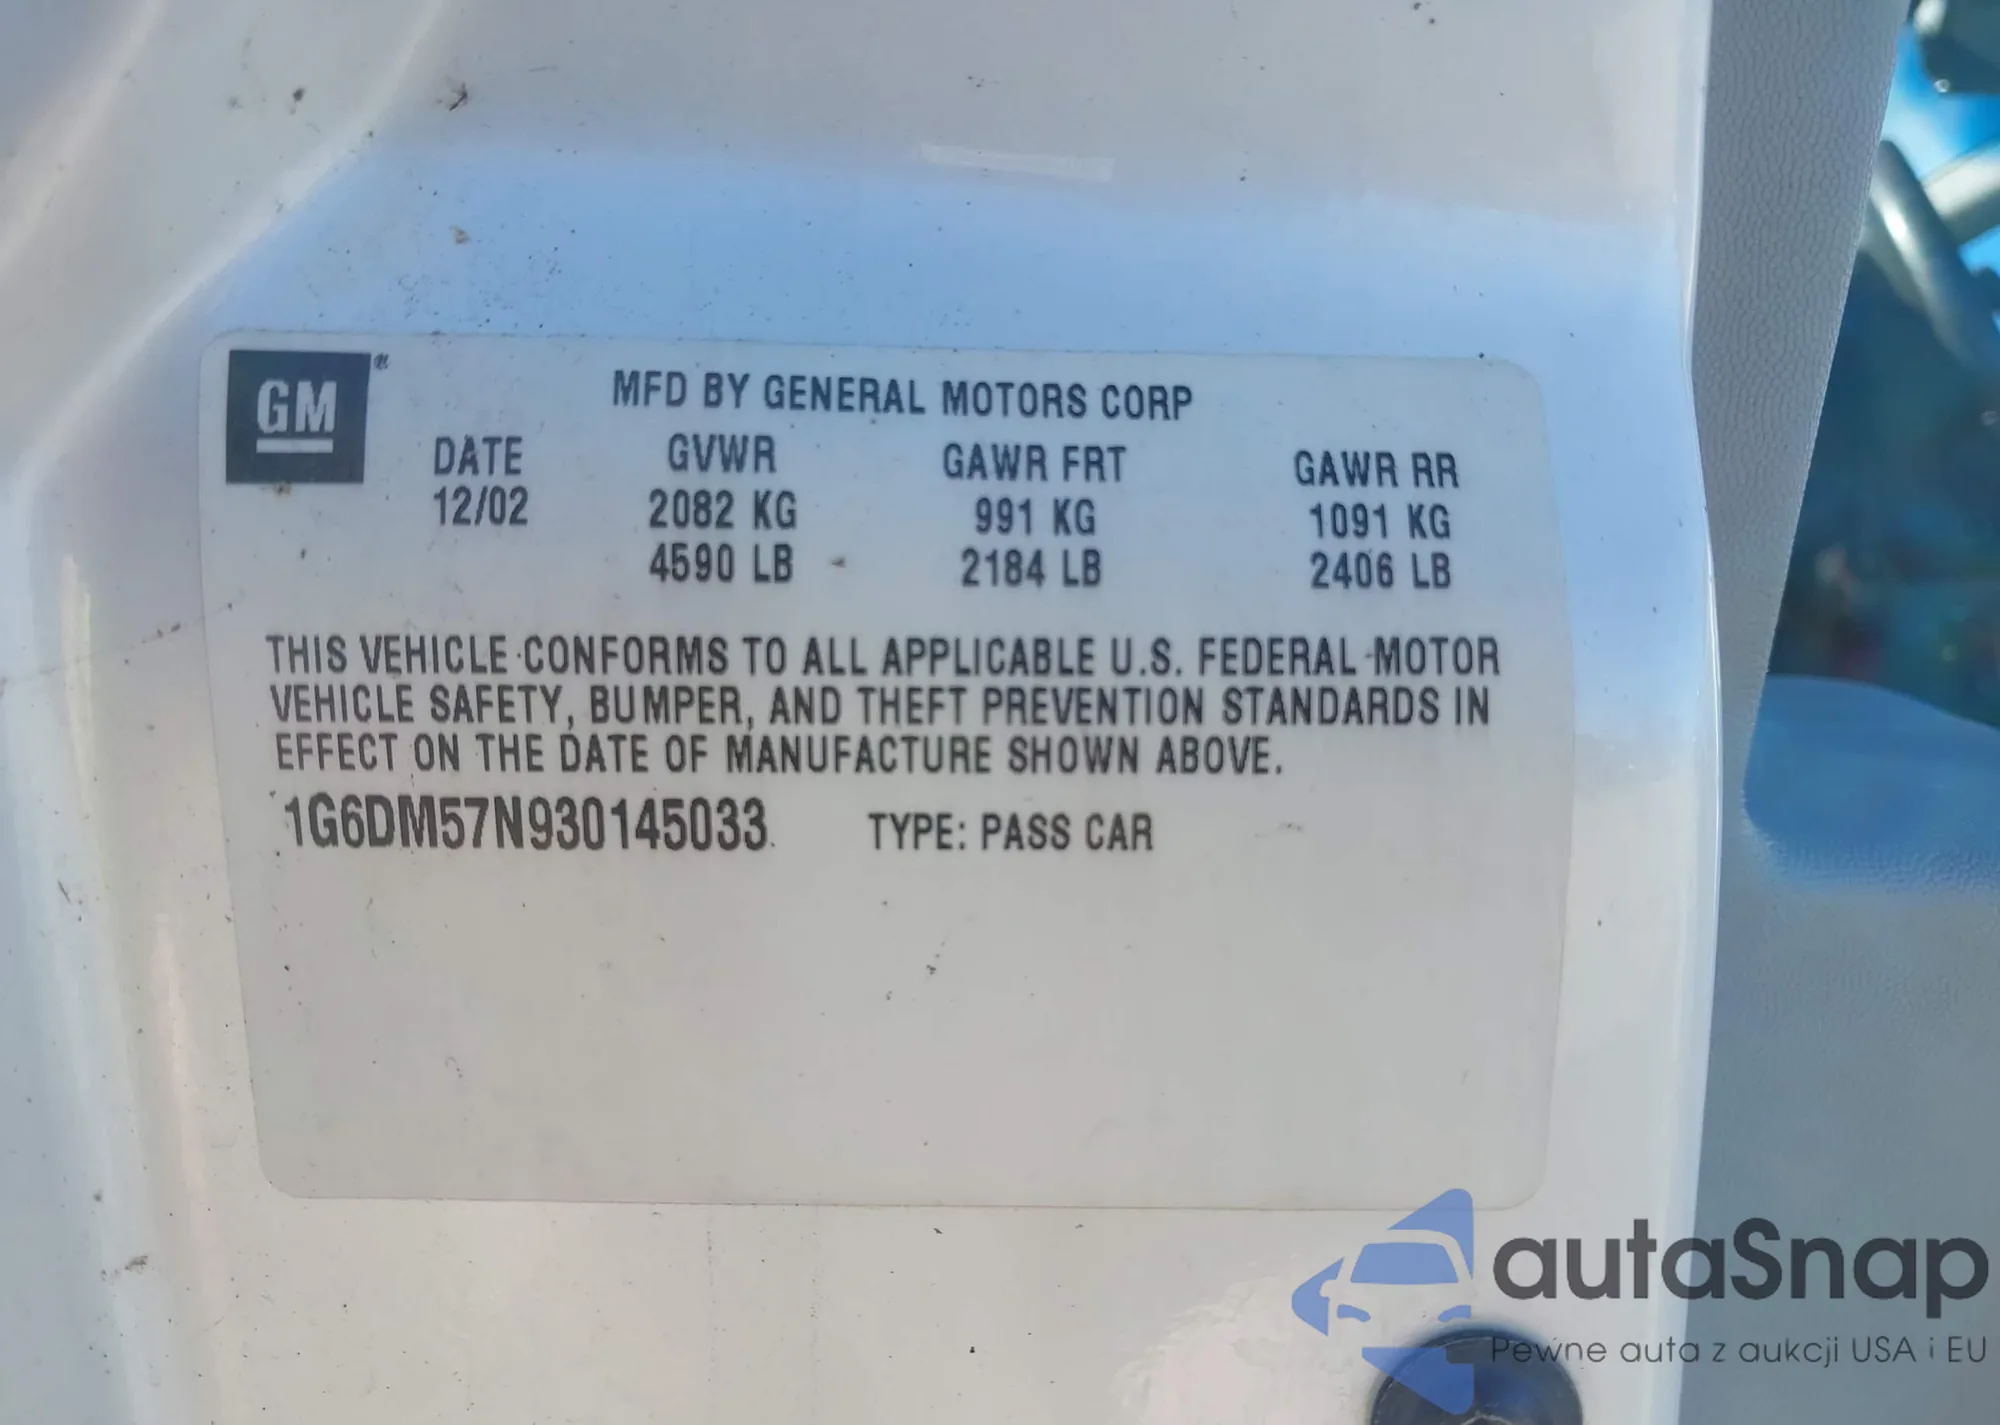 GM ®
MFD BY GENERAL MOTORS CORP
DATE GVWR GAWR FRT GAWR RR
12/02 2082 KG 991 KG 1091 KG
4590 LB 2184 LB 2406 LB
THIS VEHICLE CONFORMS TO ALL APPLICABLE U.S. FEDERAL MOTOR
VEHICLE SAFETY, BUMPER, AND THEFT PREVENTION STANDARDS IN
EFFECT ON THE DATE OF MANUFACTURE SHOWN ABOVE.
1G6DM57N930145033 TYPE: PASS CAR
autaSnap
Pewne auta z aukcji USA i EU